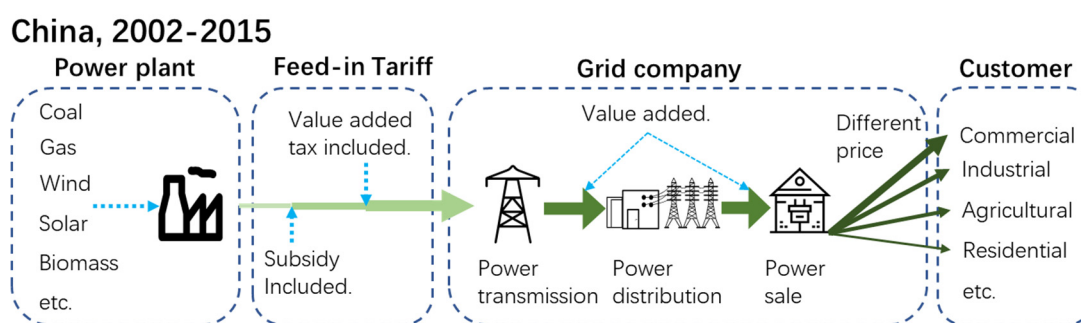 China, 2002-2015
Power plant
Feed-in Tariff
Grid company
Customer
Coal
Gas
Wind
Solar
Biomass
etc.
Value added
tax included.
Subsidy
Included.
Value added.
Power
transmission
Power
distribution
Power
sale
Different
price
Commercial
Industrial
Agricultural
Residential
etc.